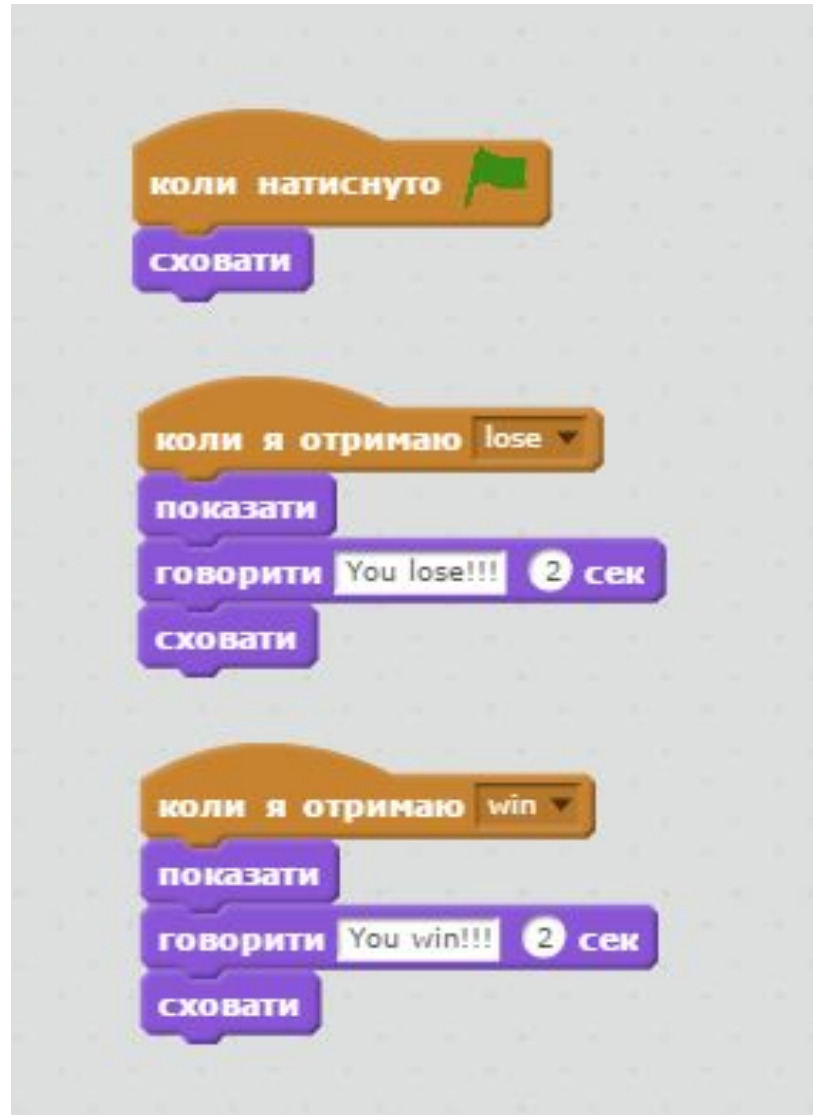 коли натиснуто
сховати
коли я отримаю lose
показати
говорити You lose!!! 2 сек
сховати
коли я отримаю win
показати
говорити You win!!! 2 сек
сховати